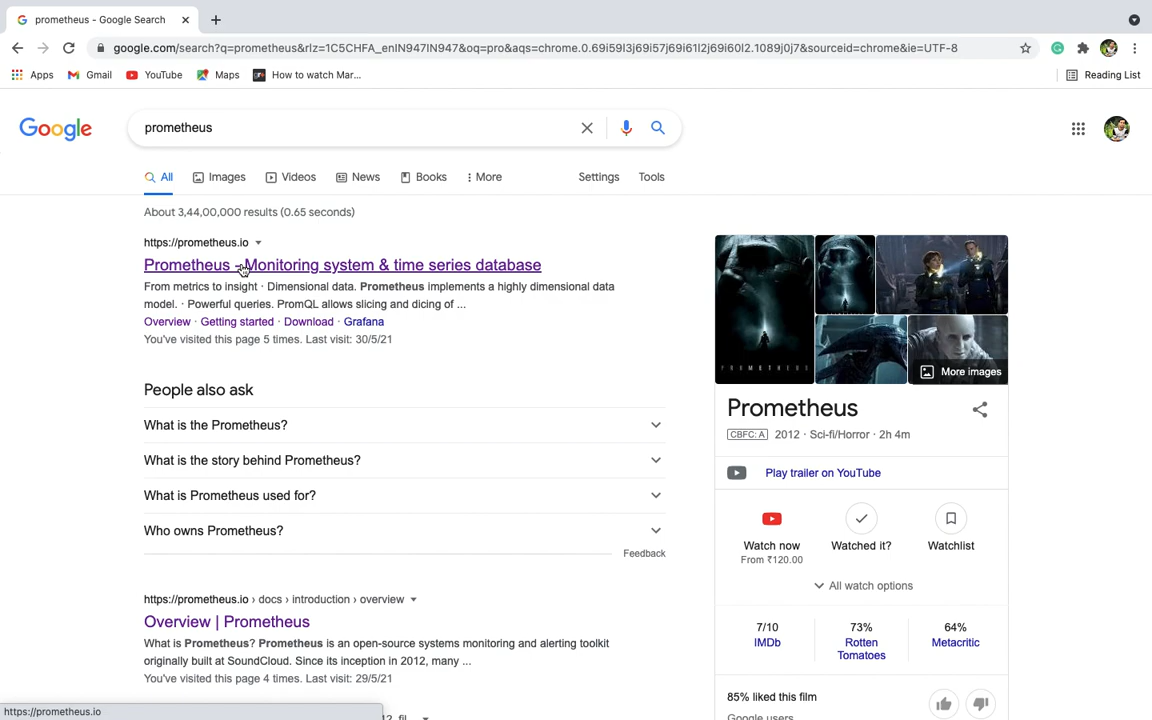 prometheus - Google Search
google.com/search?q=prometheus&rlz=1C5CHFA_enIN947IN947&oq=pro&aqs=chrome.0.69i59l3j69i57j69i61l2j69i60l2.1089j0j7&sourceid=chrome&ie=UTF-8
Apps Gmail YouTube Maps How to watch Mar... Reading List
Google
prometheus
All Images Videos News Books More Settings Tools
About 3,44,00,000 results (0.65 seconds)
https://prometheus.io
Prometheus - Monitoring system & time series database
From metrics to insight · Dimensional data. Prometheus implements a highly dimensional data
model. · Powerful queries. PromQL allows slicing and dicing of ...
Overview · Getting started · Download · Grafana
You've visited this page 5 times. Last visit: 30/5/21
People also ask
What is the Prometheus?
What is the story behind Prometheus?
What is Prometheus used for?
Who owns Prometheus?
Feedback
https://prometheus.io › docs › introduction › overview
Overview | Prometheus
What is Prometheus? Prometheus is an open-source systems monitoring and alerting toolkit
originally built at SoundCloud. Since its inception in 2012, many ...
You've visited this page 4 times. Last visit: 29/5/21
https://prometheus.io
PROMETHEUS
More images
Prometheus
CBFC: A 2012 · Sci-fi/Horror · 2h 4m
Play trailer on YouTube
Watch now Watched it? Watchlist
From ₹120.00
All watch options
7/10 73% 64%
IMDb Rotten Metacritic
Tomatoes
85% liked this film
Google users